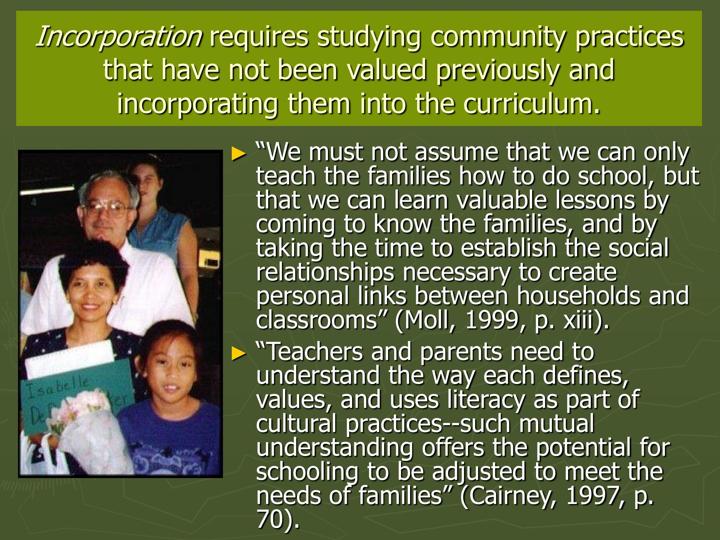 Incorporation requires studying community practices
that have not been valued previously and
incorporating them into the curriculum.
“We must not assume that we can only
teach the families how to do school, but
that we can learn valuable lessons by
coming to know the families, and by
taking the time to establish the social
relationships necessary to create
personal links between households and
classrooms” (Moll, 1999, p. xiii).
“Teachers and parents need to
understand the way each defines,
values, and uses literacy as part of
cultural practices--such mutual
understanding offers the potential for
schooling to be adjusted to meet the
needs of families” (Cairney, 1997, p.
70).
Isabelle